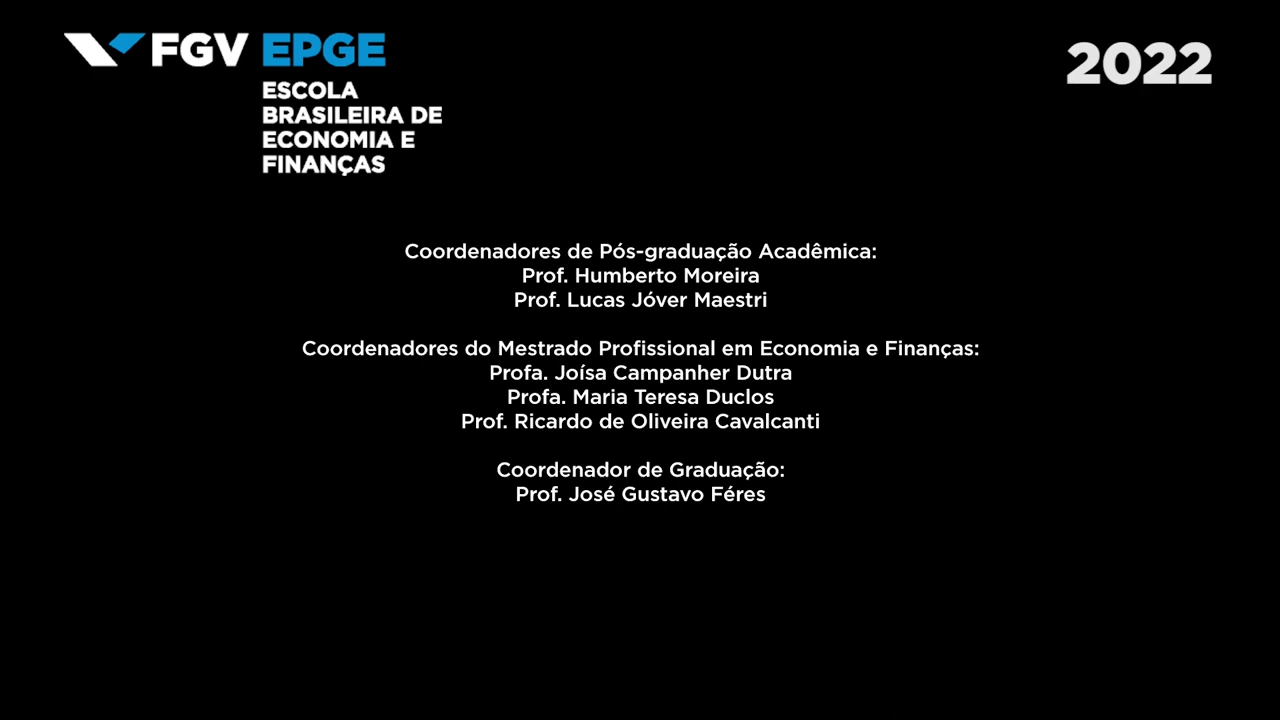 FGV EPGE
ESCOLA
BRASILEIRA DE
ECONOMIA E
FINANÇAS
2022
Coordenadores de Pós-graduação Acadêmica:
Prof. Humberto Moreira
Prof. Lucas Jóver Maestri
Coordenadores do Mestrado Profissional em Economia e Finanças:
Profa. Joísa Campanher Dutra
Profa. Maria Teresa Duclos
Prof. Ricardo de Oliveira Cavalcanti
Coordenador de Graduação:
Prof. José Gustavo Féres